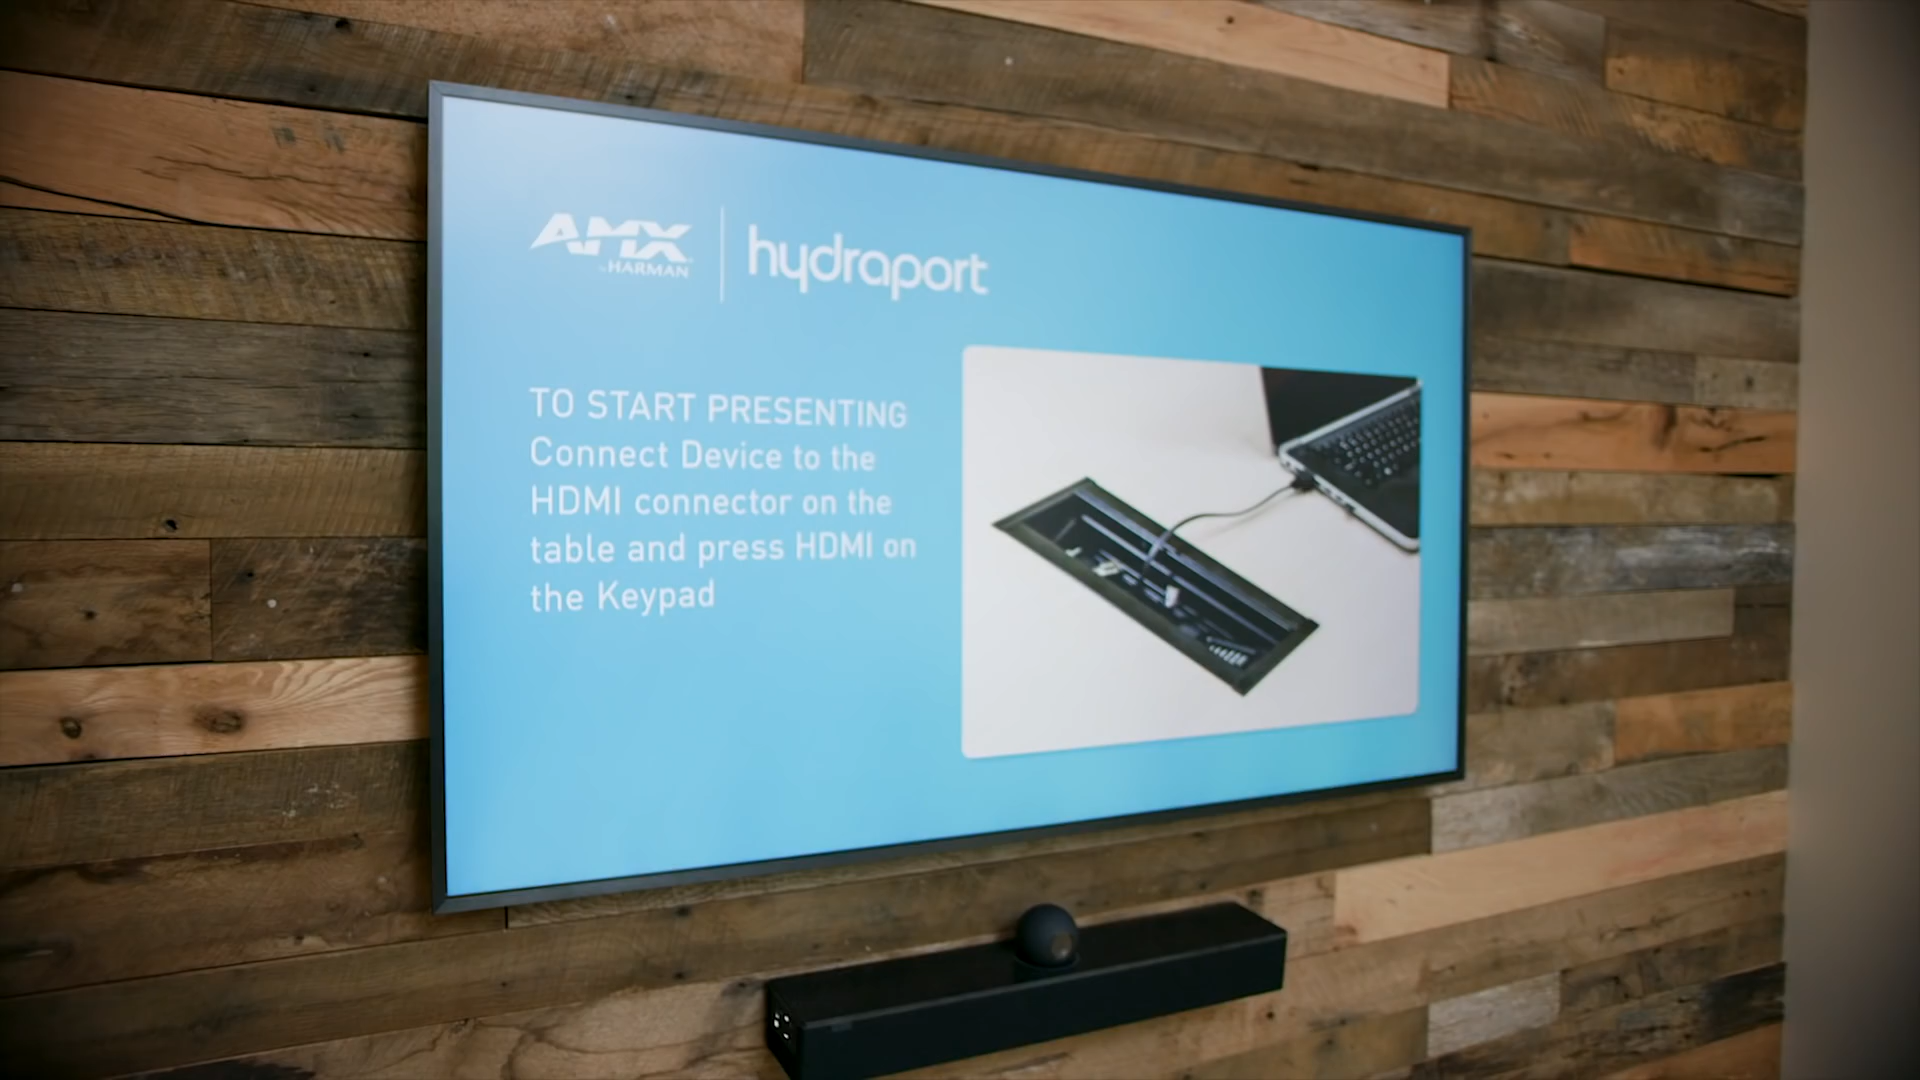 AMX
by HARMAN
hydraport
TO START PRESENTING
Connect Device to the
HDMI connector on the
table and press HDMI on
the Keypad